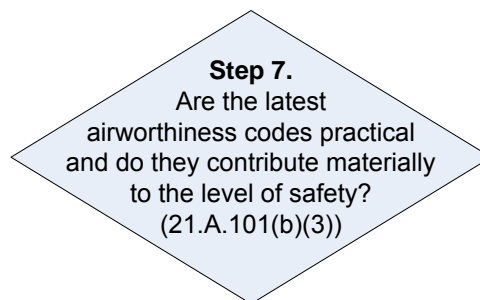 Step 7.
Are the latest
airworthiness codes practical
and do they contribute materially
to the level of safety?
(21.A.101(b)(3))